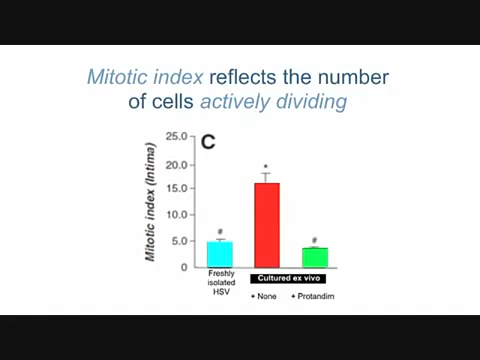 Mitotic index reflects the number
of cells actively dividing
C
Mitotic index (Intima)
25.0
20.0
15.0
10.0
5.0
0
#
*
#
Freshly
isolated
HSV
Cultured ex vivo
+ None
+ Protandim